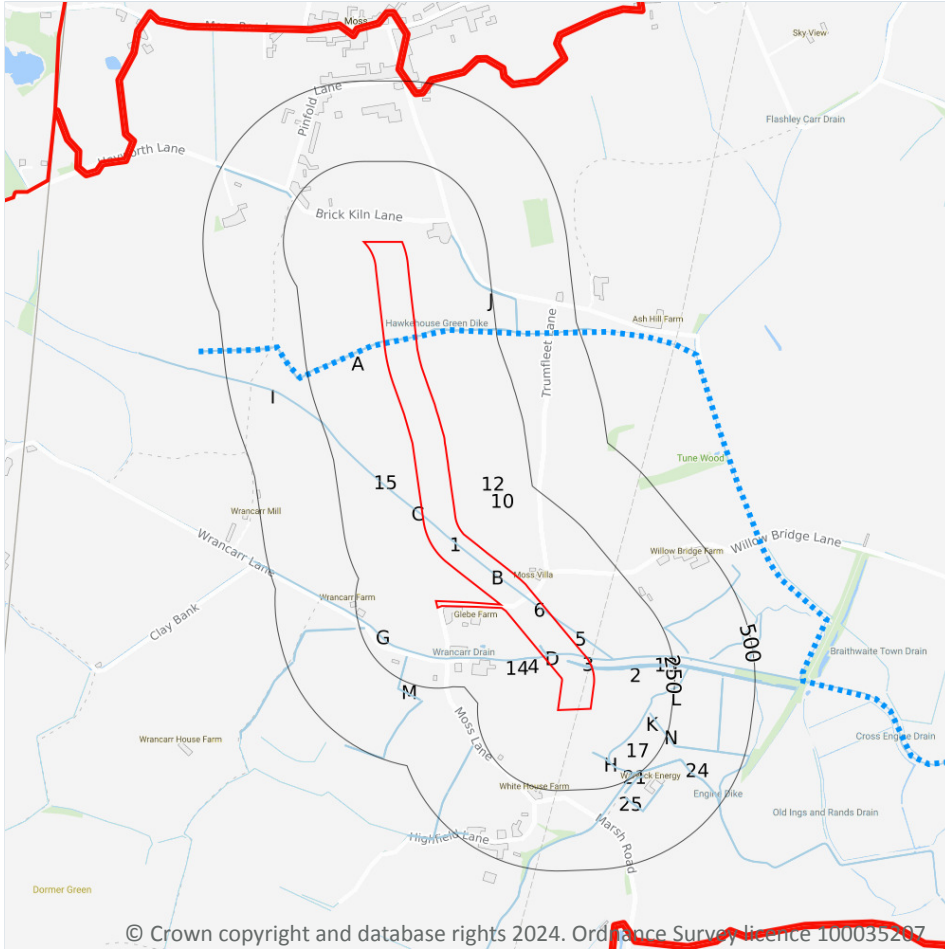 Moss
Sky View
Pinfold Lane
Flashley Carr Drain
Brick Kiln Lane
J
Ash Hill Farm
Hawkehouse Green Dike
Trumfleet Lane
A
I
Tune Wood
15
12
10
C
Wrancarr Mill
1
Willow Bridge Lane
Wrancarr Lane
Willow Bridge Farm
B
Moss Villa
Wrancarr Farm
Clay Bank
6
Glebe Farm
G
5
500
Wrancarr Drain
D
Braithwaite Town Drain
14
4
3
2
250
L
M
Moss Lane
K
N
Wrancarr House Farm
Cross Engine Drain
17
H
24
White House Farm
Engine Dike
25
Old Ings and Rands Drain
Marsh Road
Highfield Lane
Dormer Green
© Crown copyright and database rights 2024. Ordnance Survey licence 100035207